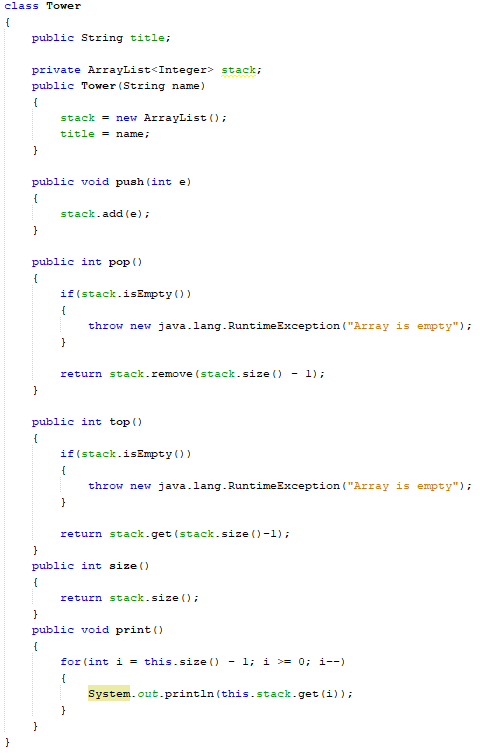 class Tower
{
    public String title;

    private ArrayList<Integer> stack;
    public Tower(String name)
    {
        stack = new ArrayList();
        title = name;
    }

    public void push(int e)
    {
        stack.add(e);
    }

    public int pop()
    {
        if(stack.isEmpty())
        {
            throw new java.lang.RuntimeException("Array is empty");
        }

        return stack.remove(stack.size() - 1);
    }

    public int top()
    {
        if(stack.isEmpty())
        {
            throw new java.lang.RuntimeException("Array is empty");
        }

        return stack.get(stack.size()-1);
    }
    public int size()
    {
        return stack.size();
    }
    public void print()
    {
        for(int i = this.size() - 1; i >= 0; i--)
        {
            System.out.println(this.stack.get(i));
        }
    }
}